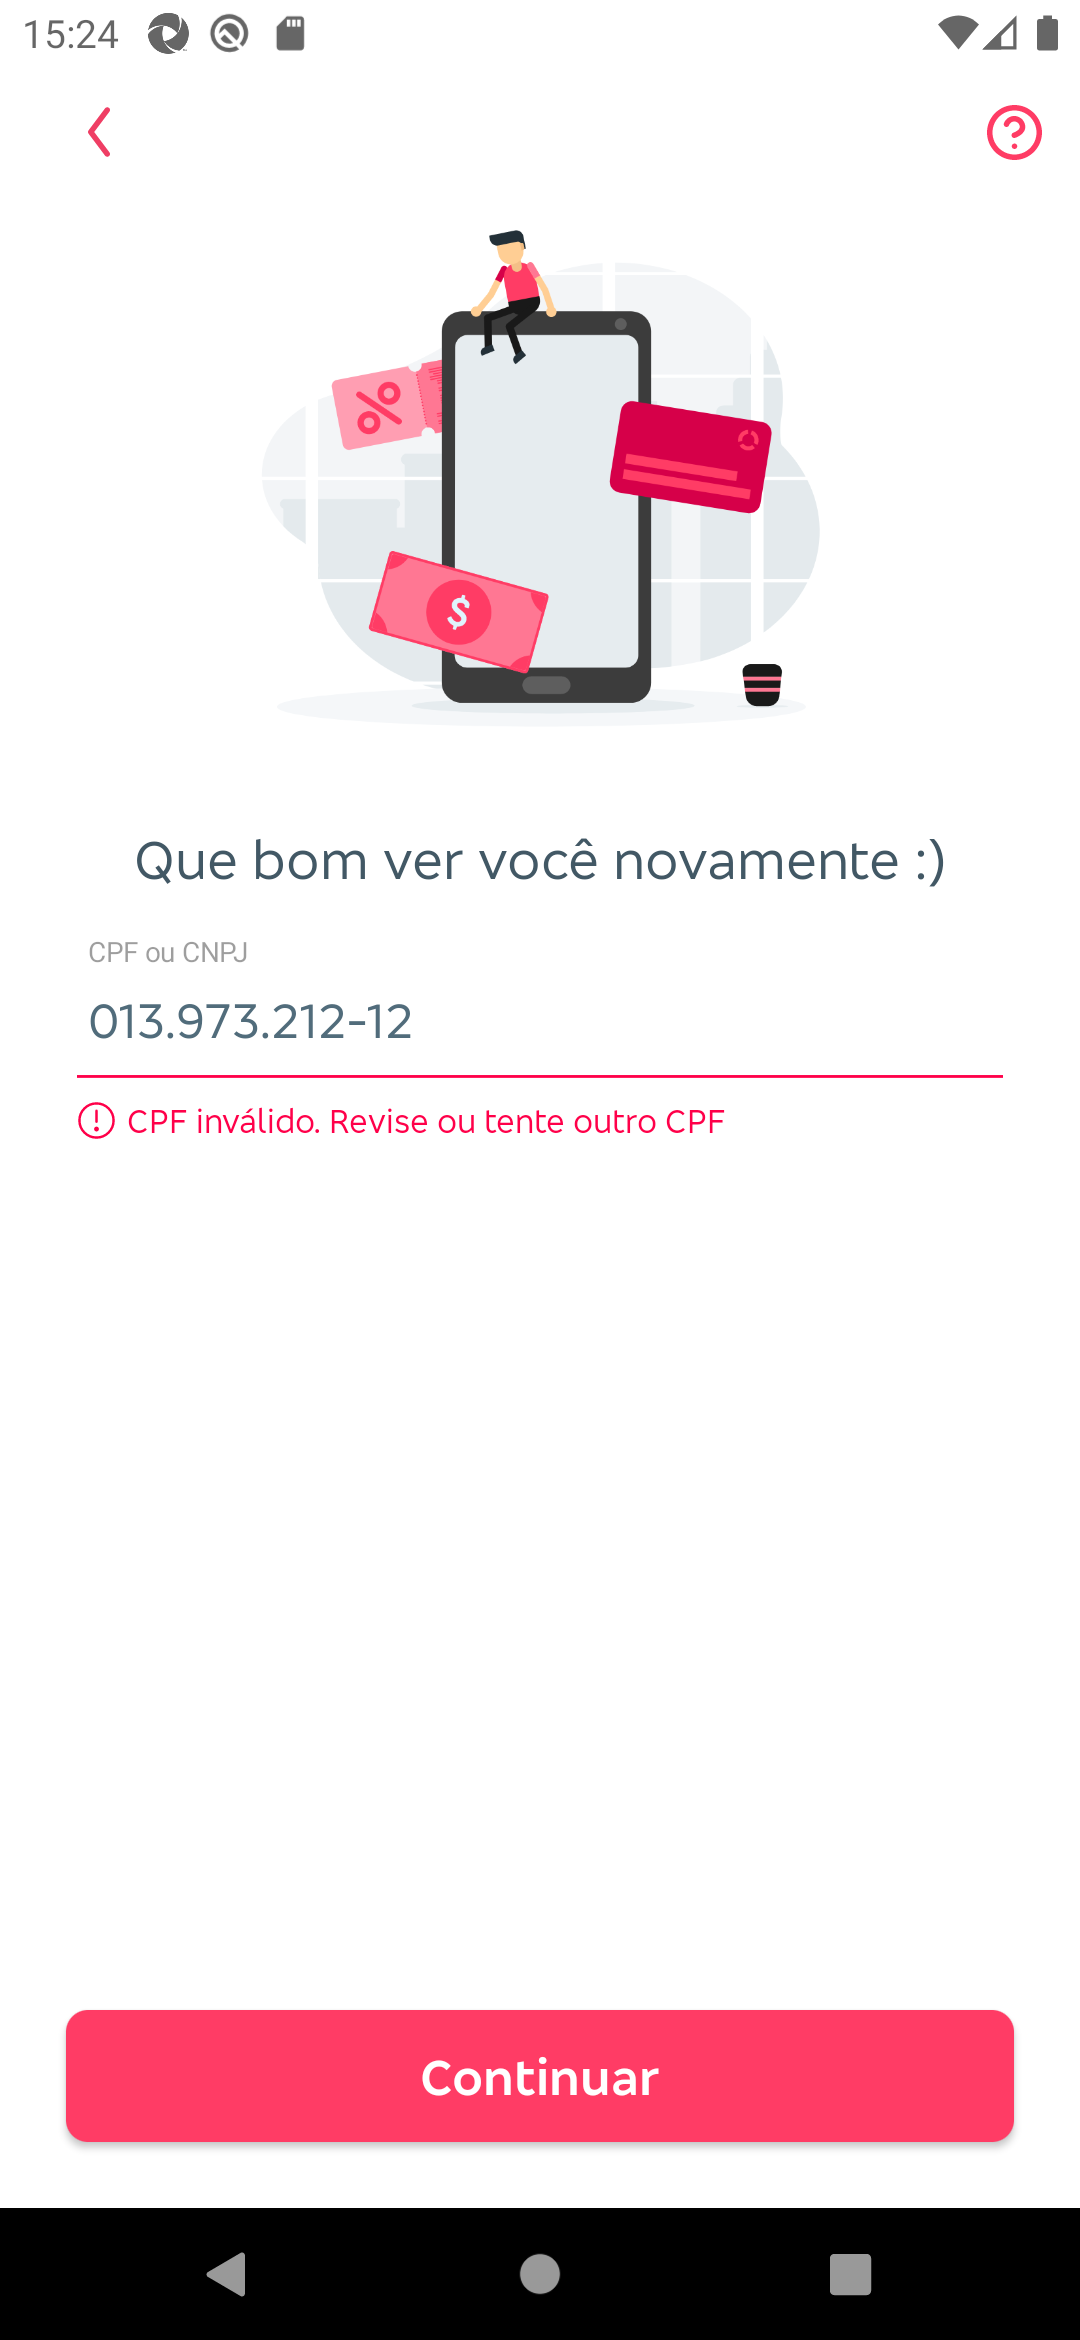 15:24
%
$
Que bom ver você novamente :)
CPF ou CNPJ
013.973.212-12
CPF inválido. Revise ou tente outro CPF
Continuar